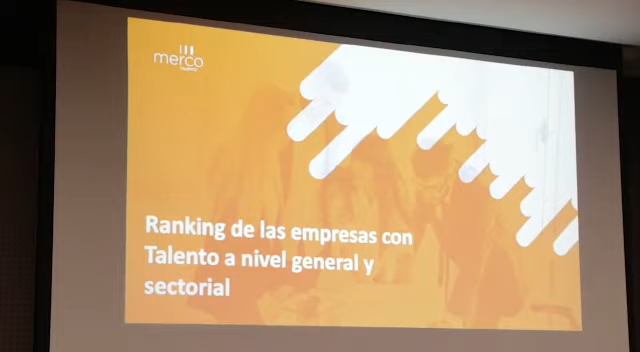 merco
Ranking de las empresas con
Talento a nivel general y
sectorial